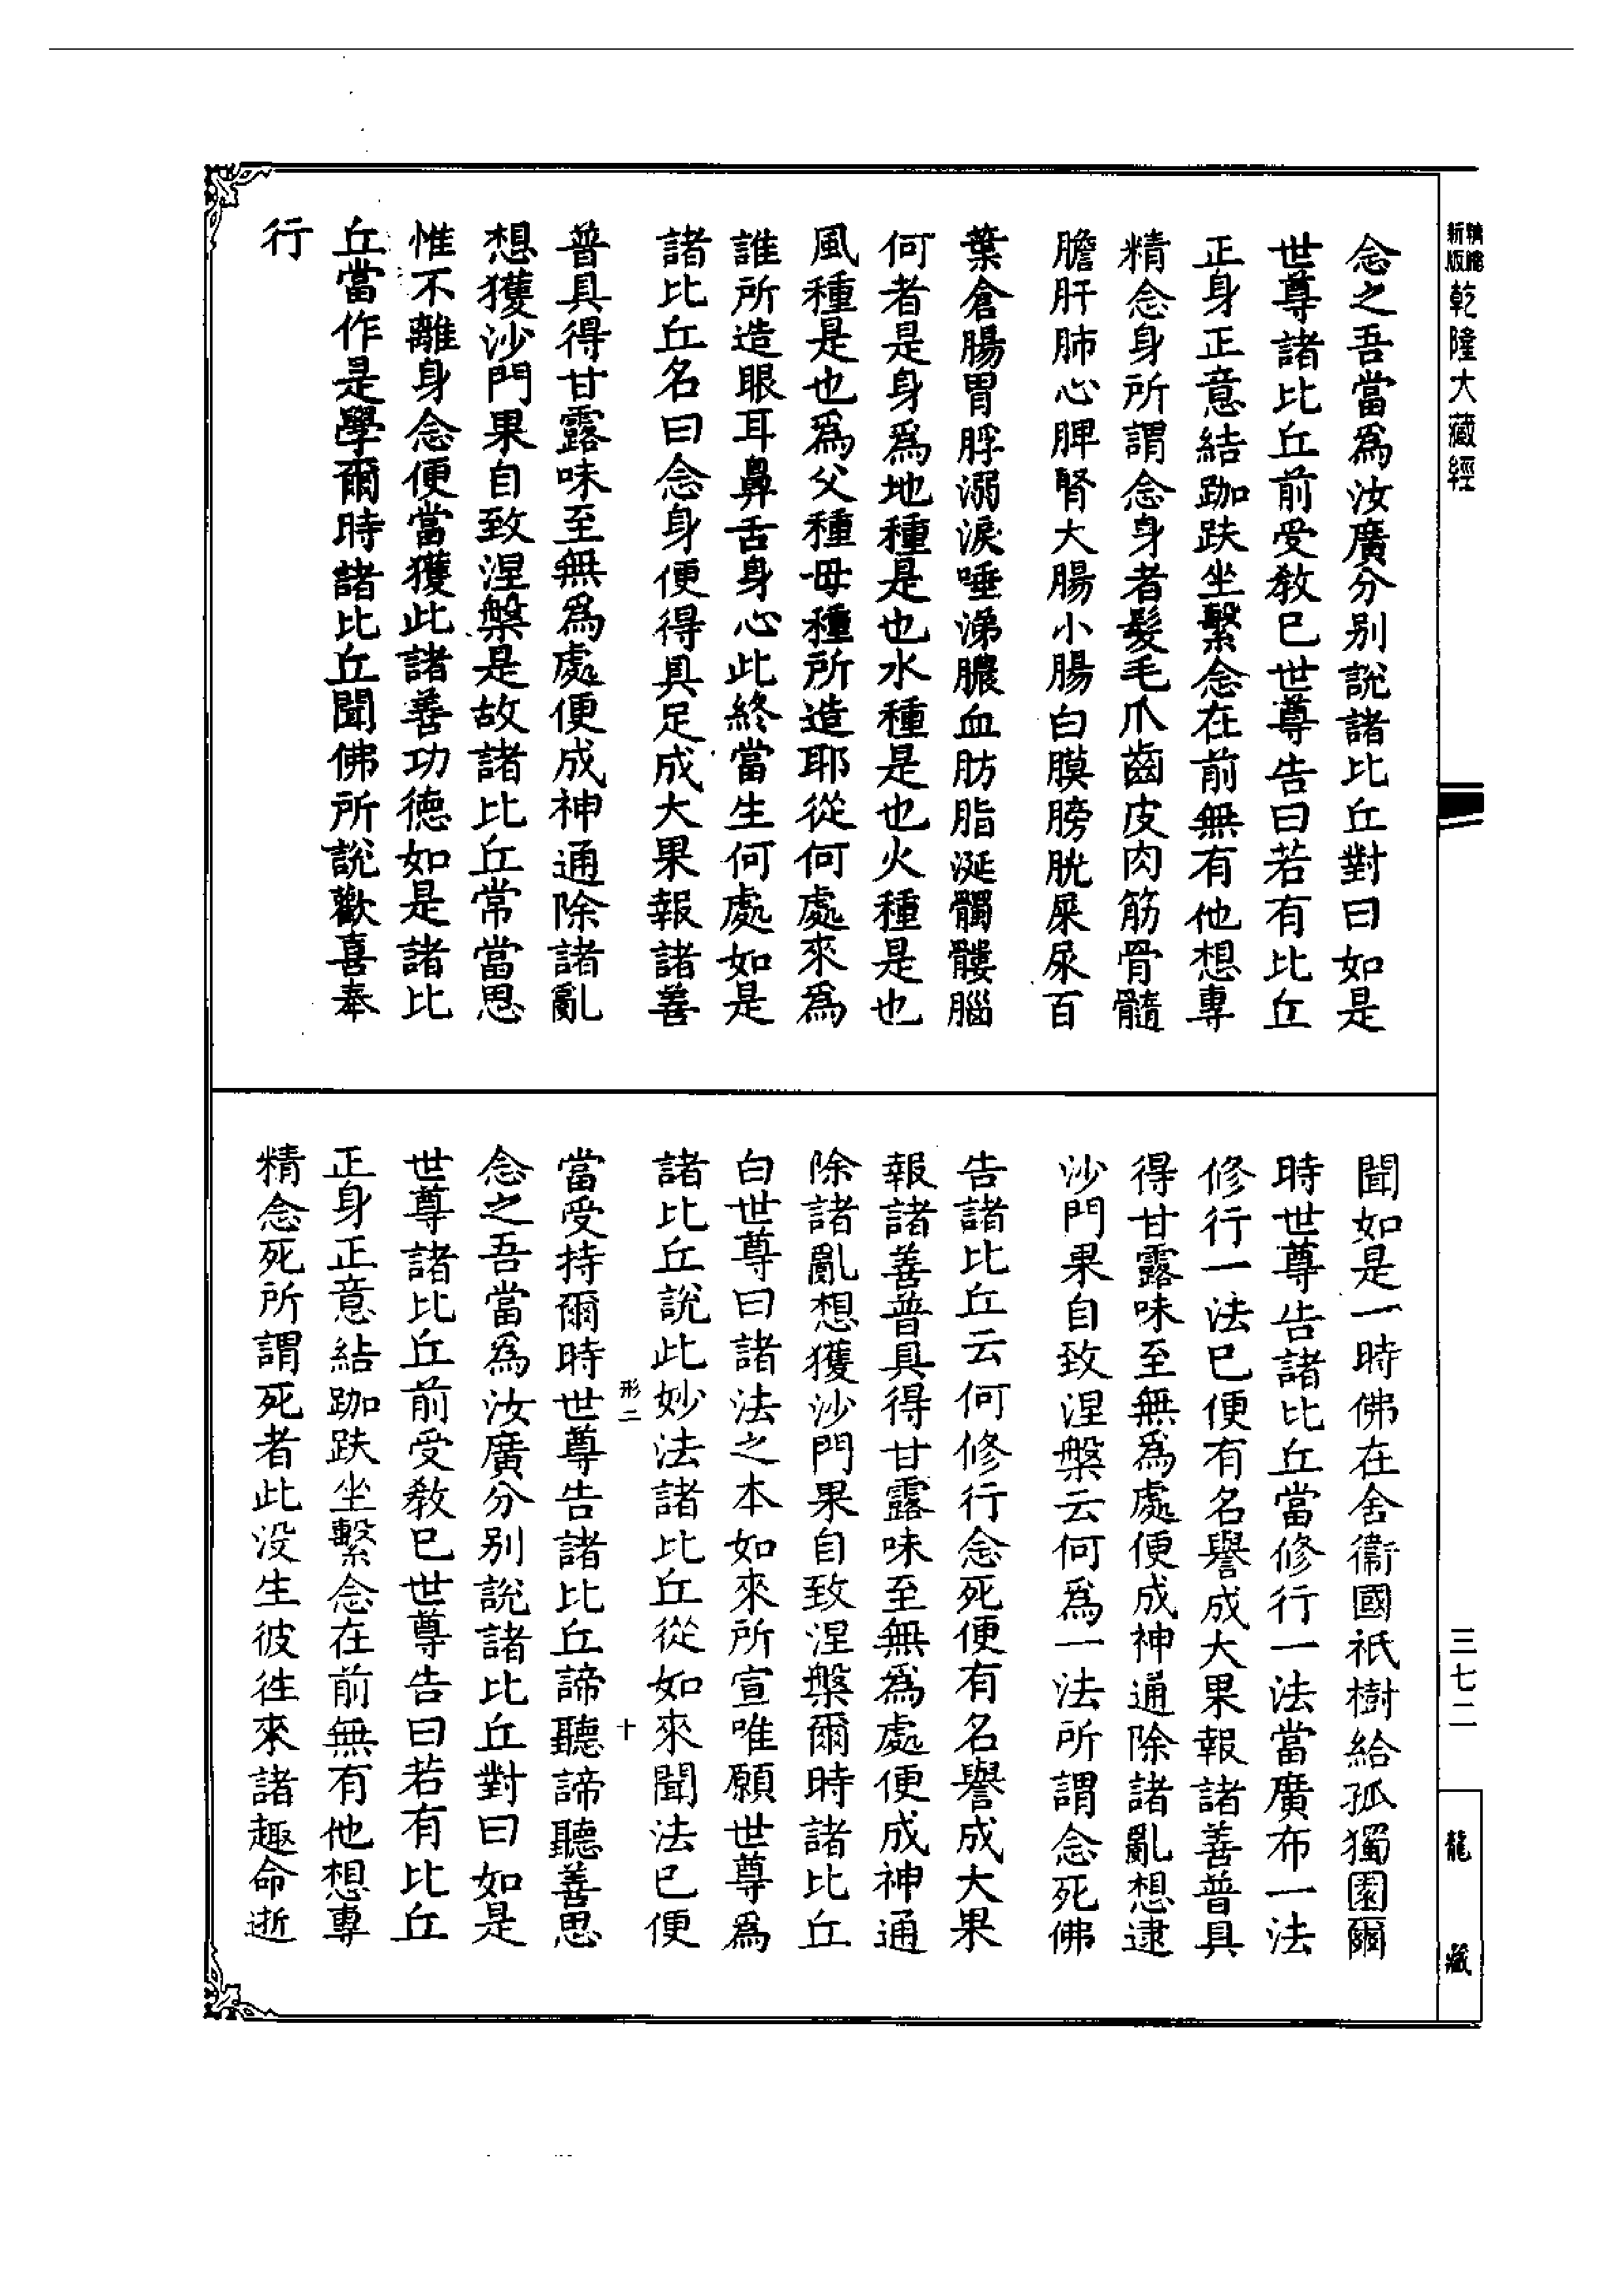 新版
精縮
乾隆大藏經
念之吾當為汝廣分別說諸比丘對曰如是
世尊諸比丘前受教已世尊告曰若有比丘
正身正意結跏趺坐繫念在前無有他想專
精念身所謂念身者髮毛爪齒皮肉筋骨髓
膽肝肺心脾腎大腸小腸白膜膀胱屎尿百
葉倉腸胃脬溺淚唾涕膿血肪脂涎髑髏腦
何者是身為地種是也水種是也火種是也
風種是也為父種母種所造耶從何處來為
誰所造眼耳鼻舌身心此終當生何處如是
諸比丘名曰念身便得具足成大果報諸善
普具得甘露味至無為處便成神通除諸亂
想獲沙門果自致涅槃是故諸比丘常當思
惟不離身念便當獲此諸善功德如是諸比
丘當作是學爾時諸比丘聞佛所說歡喜奉
行
聞如是一時佛在舍衞國祇樹給孤獨園爾
時世尊告諸比丘當修行一法當廣布一法
修行一法已便有名譽成大果報諸善普具
得甘露味至無為處便成神通除諸亂想逮
沙門果自致涅槃云何為一法所謂念死佛
告諸比丘云何修行念死便有名譽成大果
報諸善普具得甘露味至無為處便成神通
除諸亂想獲沙門果自致涅槃爾時諸比丘
白世尊曰諸法之本如來所宣唯願世尊為
諸比丘說此妙法諸比丘從如來聞法已便
形二 十
當受持爾時世尊告諸比丘諦聽諦聽善思
念之吾當為汝廣分別說諸比丘對曰如是
世尊諸比丘前受教已世尊告曰若有比丘
正身正意結跏趺坐繫念在前無有他想專
精念死所謂死者此没生彼徃來諸趣命逝
三七二
龍藏